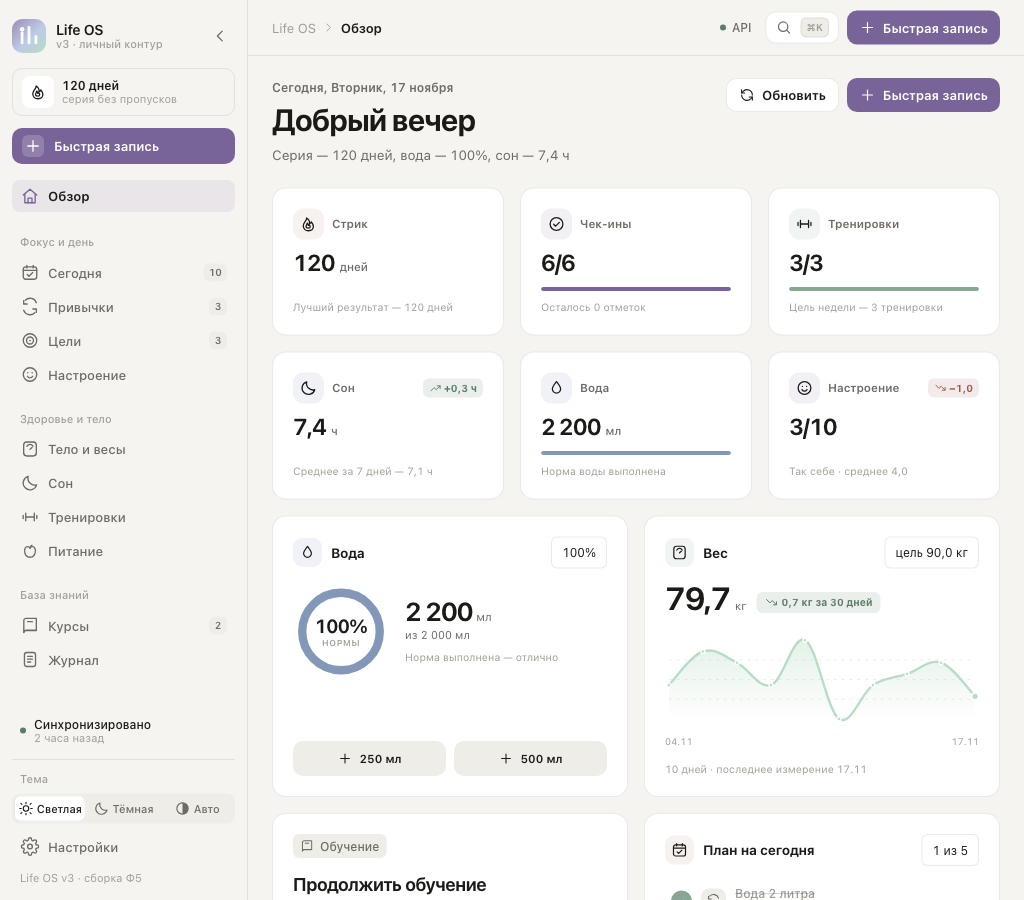 Life OS
v3 · личный контур
120 дней
серия без пропусков
Быстрая запись
Обзор
Фокус и день
Сегодня 10
Привычки 3
Цели 3
Настроение
Здоровье и тело
Тело и весы
Сон
Тренировки
Питание
База знаний
Курсы 2
Журнал
Синхронизировано
2 часа назад
Тема
Светлая Тёмная Авто
Настройки
Life OS v3 · сборка Ф5
Life OS Обзор
API ⌘K Быстрая запись
Сегодня, Вторник, 17 ноября
Добрый вечер
Серия — 120 дней, вода — 100%, сон — 7,4 ч
Обновить Быстрая запись
Стрик
120 дней
Лучший результат — 120 дней
Чек-ины
6/6
Осталось 0 отметок
Тренировки
3/3
Цель недели — 3 тренировки
Сон +0,3 ч
7,4 ч
Среднее за 7 дней — 7,1 ч
Вода
2 200 мл
Норма воды выполнена
Настроение −1,0
3/10
Так себе · среднее 4,0
Вода 100%
100%
НОРМЫ
2 200 мл
из 2 000 мл
Норма выполнена — отлично
250 мл 500 мл
Вес цель 90,0 кг
79,7 кг 0,7 кг за 30 дней
04.11 17.11
10 дней · последнее измерение 17.11
Обучение
Продолжить обучение
План на сегодня 1 из 5
Вода 2 литра